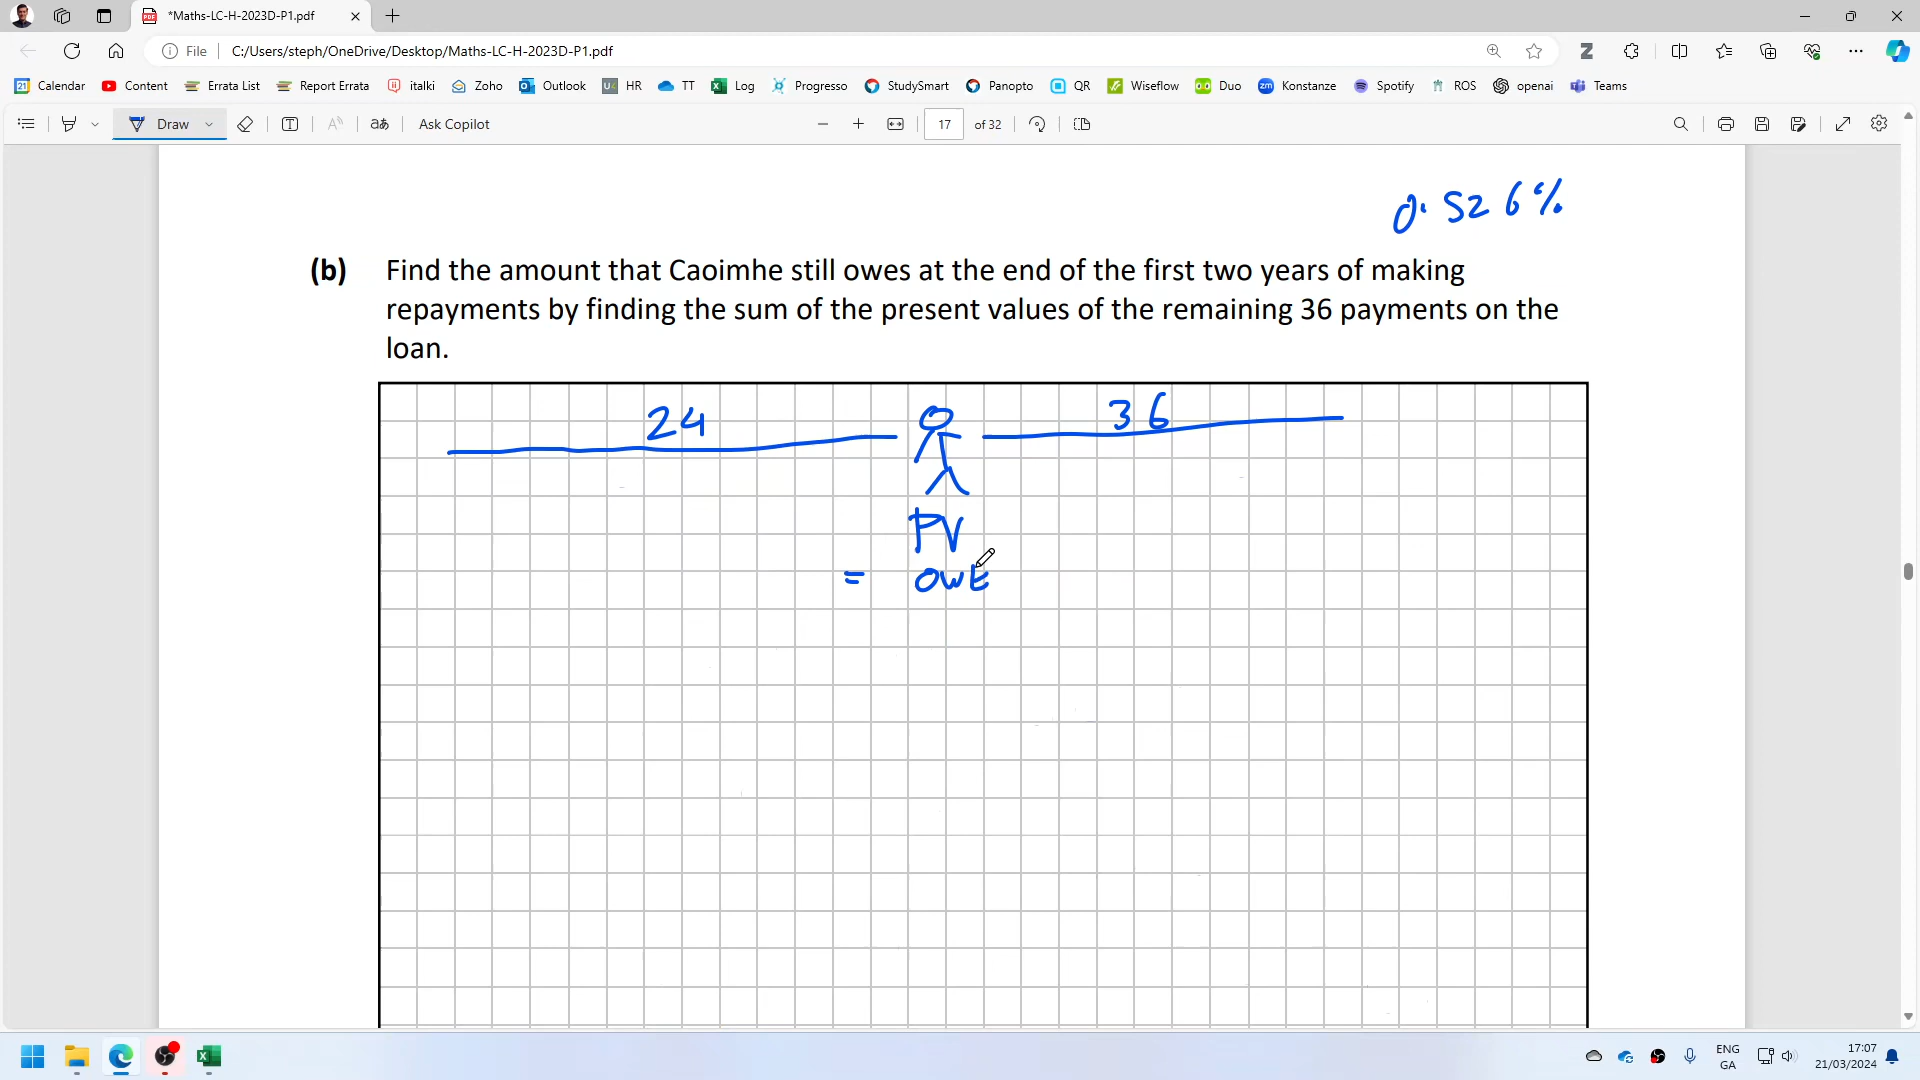 *Maths-LC-H-2023D-P1.pdf
File C:/Users/steph/OneDrive/Desktop/Maths-LC-H-2023D-P1.pdf
Calendar Content Errata List Report Errata italki Zoho Outlook HR TT Log Progresso StudySmart Panopto QR Wiseflow Duo Konstanze Spotify ROS openai Teams
Draw Ask Copilot 17 of 32
0.526%
(b) Find the amount that Caoimhe still owes at the end of the first two years of making
repayments by finding the sum of the present values of the remaining 36 payments on the
loan.
24 36
PV
= OWE
ENG 17:07
GA 21/03/2024